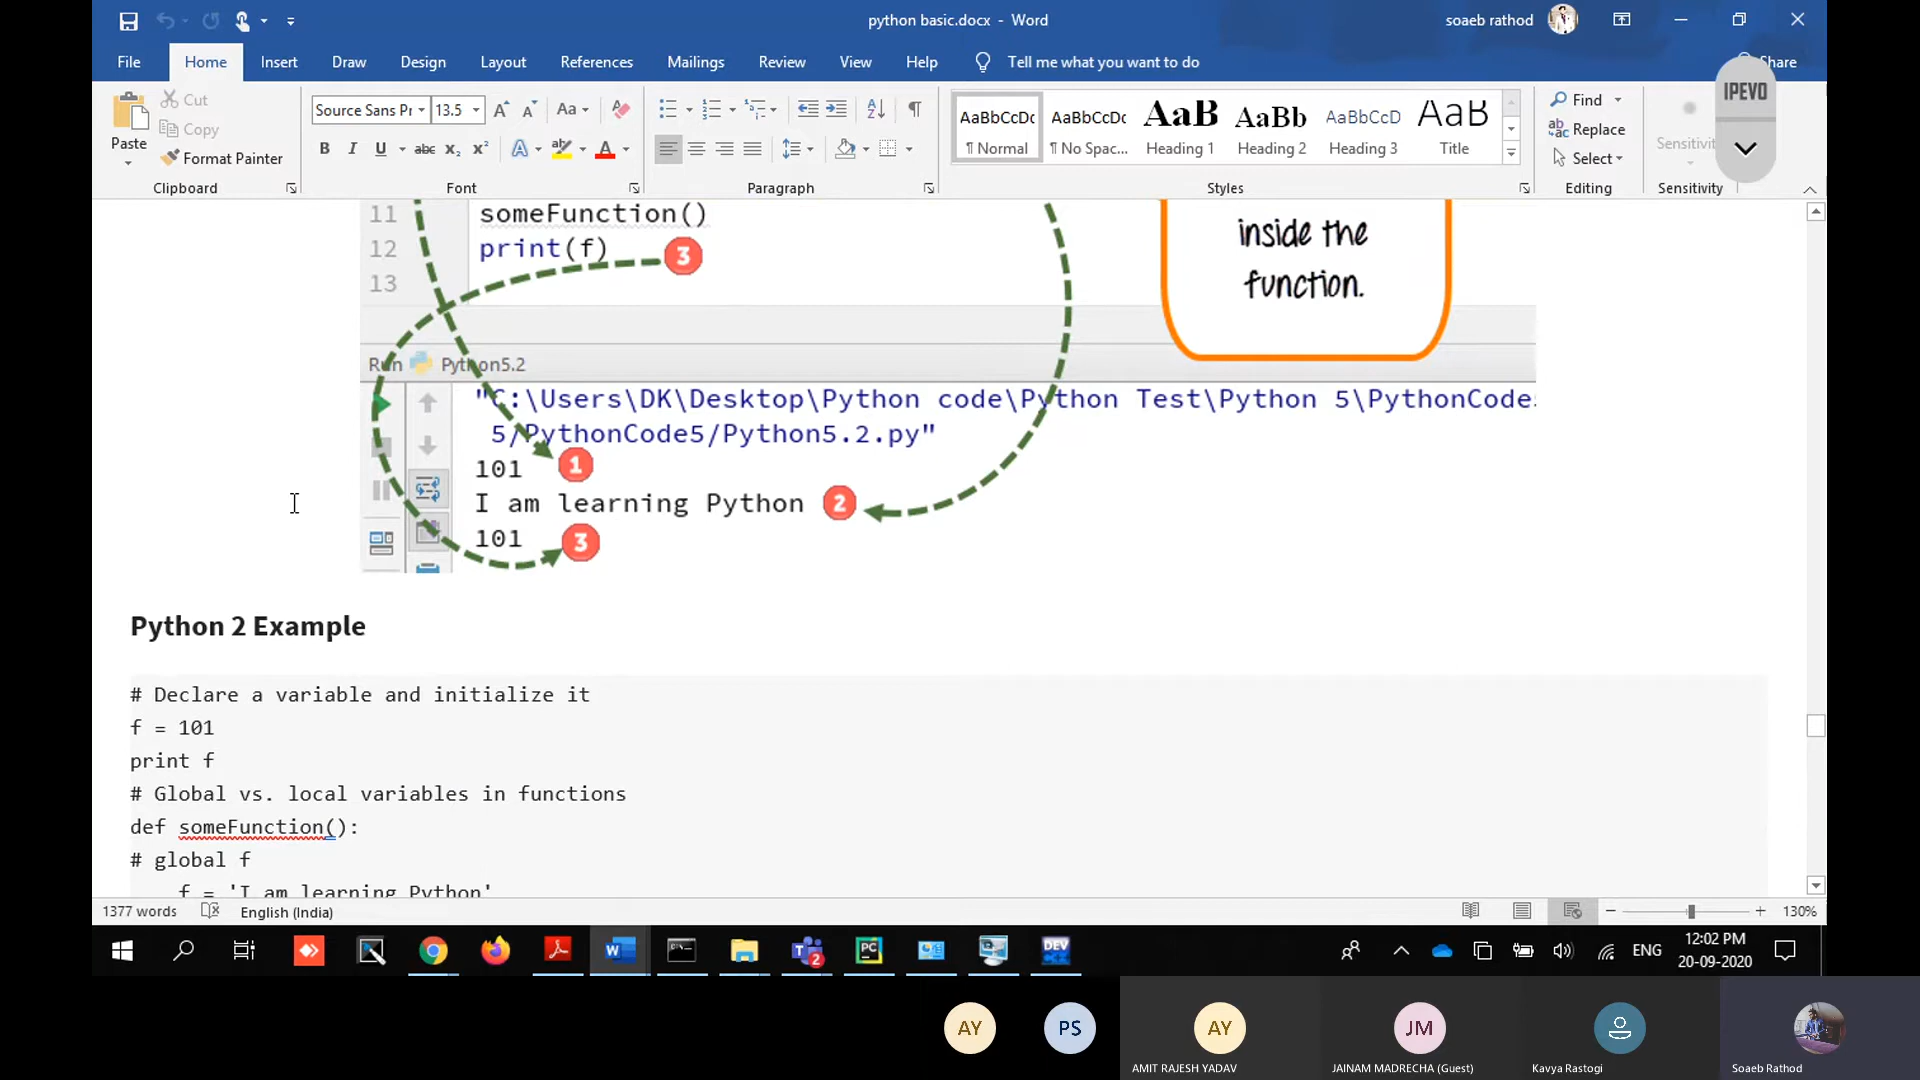 python basic.docx - Word
soaeb rathod
File Home Insert Draw Design Layout References Mailings Review View Help Tell me what you want to do Share
IPEVO
Paste
Cut
Copy
Format Painter
Clipboard
Source Sans Pr 13.5
Font
Paragraph
AaBbCcDc AaBbCcDc AaB AaBb AaBbCcD AaB
¶ Normal ¶ No Spac... Heading 1 Heading 2 Heading 3 Title
Styles
Find
Replace
Select
Editing
Sensitivity
11 someFunction()
12 print(f) 3
13
inside the
function.
Run Python5.2
"C:\Users\DK\Desktop\Python code\Python Test\Python 5\PythonCode
5/PythonCode5/Python5.2.py"
101 1
I am learning Python 2
101 3
Python 2 Example
# Declare a variable and initialize it
f = 101
print f
# Global vs. local variables in functions
def someFunction():
# global f
f = 'I am learning Python'
1377 words English (India) 130%
ENG
12:02 PM
20-09-2020
AY PS AY JM
AMIT RAJESH YADAV JAINAM MADRECHA (Guest) Kavya Rastogi Soaeb Rathod